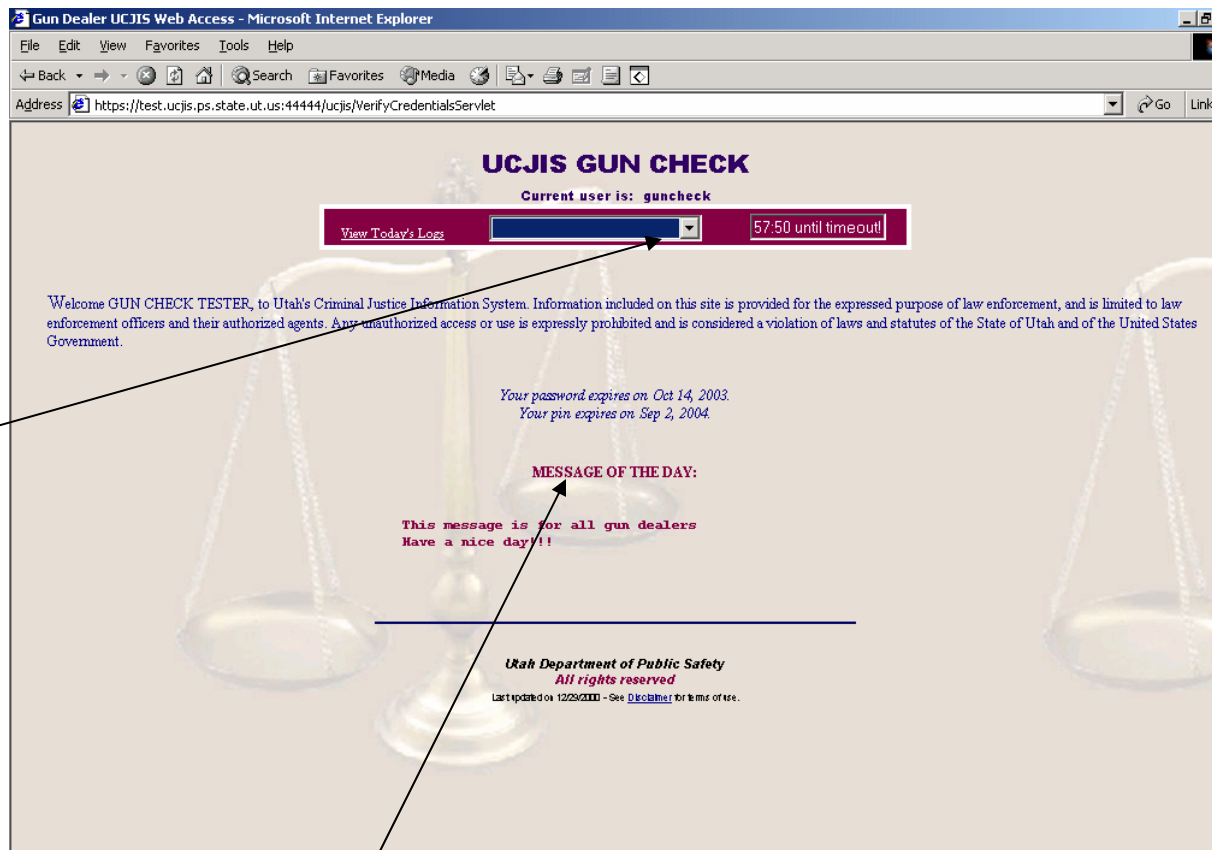 Gun Dealer UCJIS Web Access - Microsoft Internet Explorer
File Edit View Favorites Tools Help
Back Search Favorites Media
Address https://test.ucjis.ps.state.ut.us:44444/ucjis/VerifyCredentialsServlet Go Link
UCJIS GUN CHECK
Current user is: guncheck
View Today's Logs 57:50 until timeout!
Welcome GUN CHECK TESTER, to Utah's Criminal Justice Information System. Information included on this site is provided for the expressed purpose of law enforcement, and is limited to law
enforcement officers and their authorized agents. Any unauthorized access or use is expressly prohibited and is considered a violation of laws and statutes of the State of Utah and of the United States
Government.
Your password expires on Oct 14, 2003.
Your pin expires on Sep 2, 2004.
MESSAGE OF THE DAY:
This message is for all gun dealers
Have a nice day!!!
Utah Department of Public Safety
All rights reserved
Last updated on 12/29/2000 - See Disclaimer for terms of use.